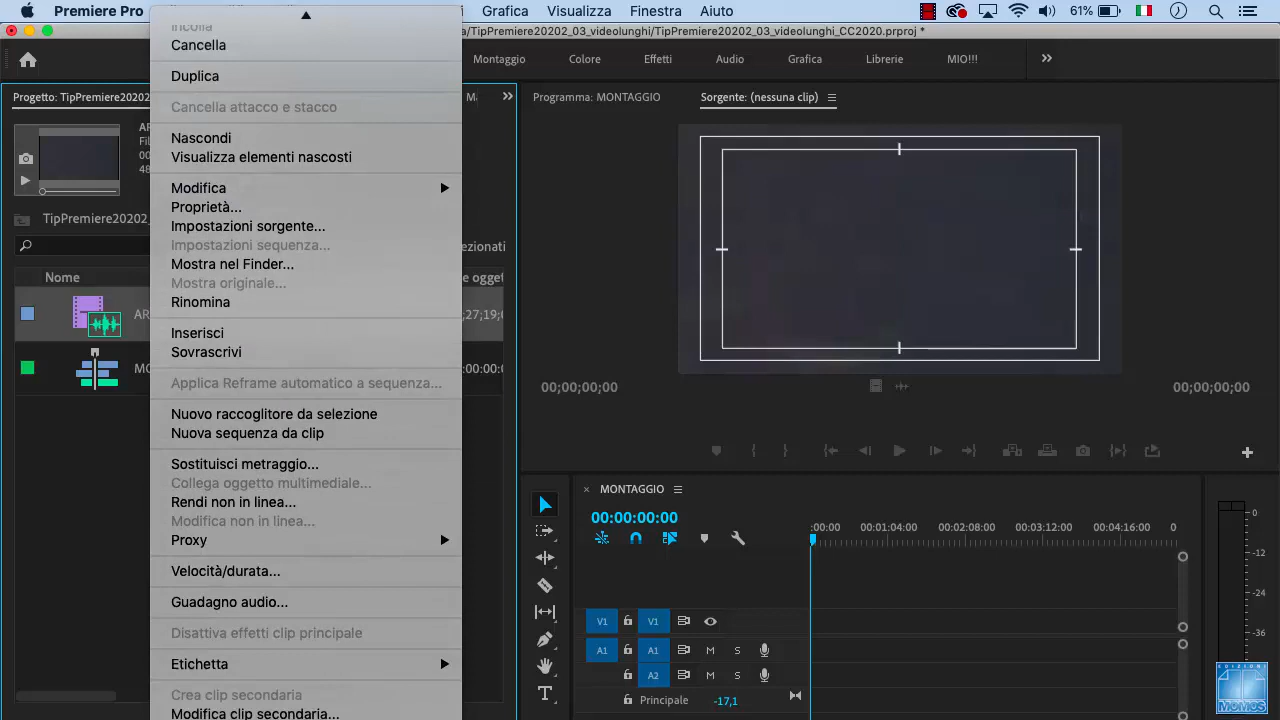 Premiere Pro
Grafica
Visualizza
Finestra
Aiuto
61%
a/TipPremiere20202_03_videolunghi/TipPremiere20202_03_videolunghi_CC2020.prproj *
Montaggio
Colore
Effetti
Audio
Grafica
Librerie
MIO!!!
Progetto: TipPremiere20202
Programma: MONTAGGIO
Sorgente: (nessuna clip)
TipPremiere20202_
ezionati
Nome
e oggett
AR
;27;19;0
MO
:00:00:0
Incolla
Cancella
Duplica
Cancella attacco e stacco
Nascondi
Visualizza elementi nascosti
Modifica
Proprietà...
Impostazioni sorgente...
Impostazioni sequenza...
Mostra nel Finder...
Mostra originale...
Rinomina
Inserisci
Sovrascrivi
Applica Reframe automatico a sequenza...
Nuovo raccoglitore da selezione
Nuova sequenza da clip
Sostituisci metraggio...
Collega oggetto multimediale...
Rendi non in linea...
Modifica non in linea...
Proxy
Velocità/durata...
Guadagno audio...
Disattiva effetti clip principale
Etichetta
Crea clip secondaria
Modifica clip secondaria...
00;00;00;00
00;00;00;00
× MONTAGGIO
00:00:00:00
:00:00 00:01:04:00 00:02:08:00 00:03:12:00 00:04:16:00 0
V1 V1
A1 A1 M S
A2 M S
Principale -17,1
0
-12
-24
-36
EDIZIONI
MOMOS